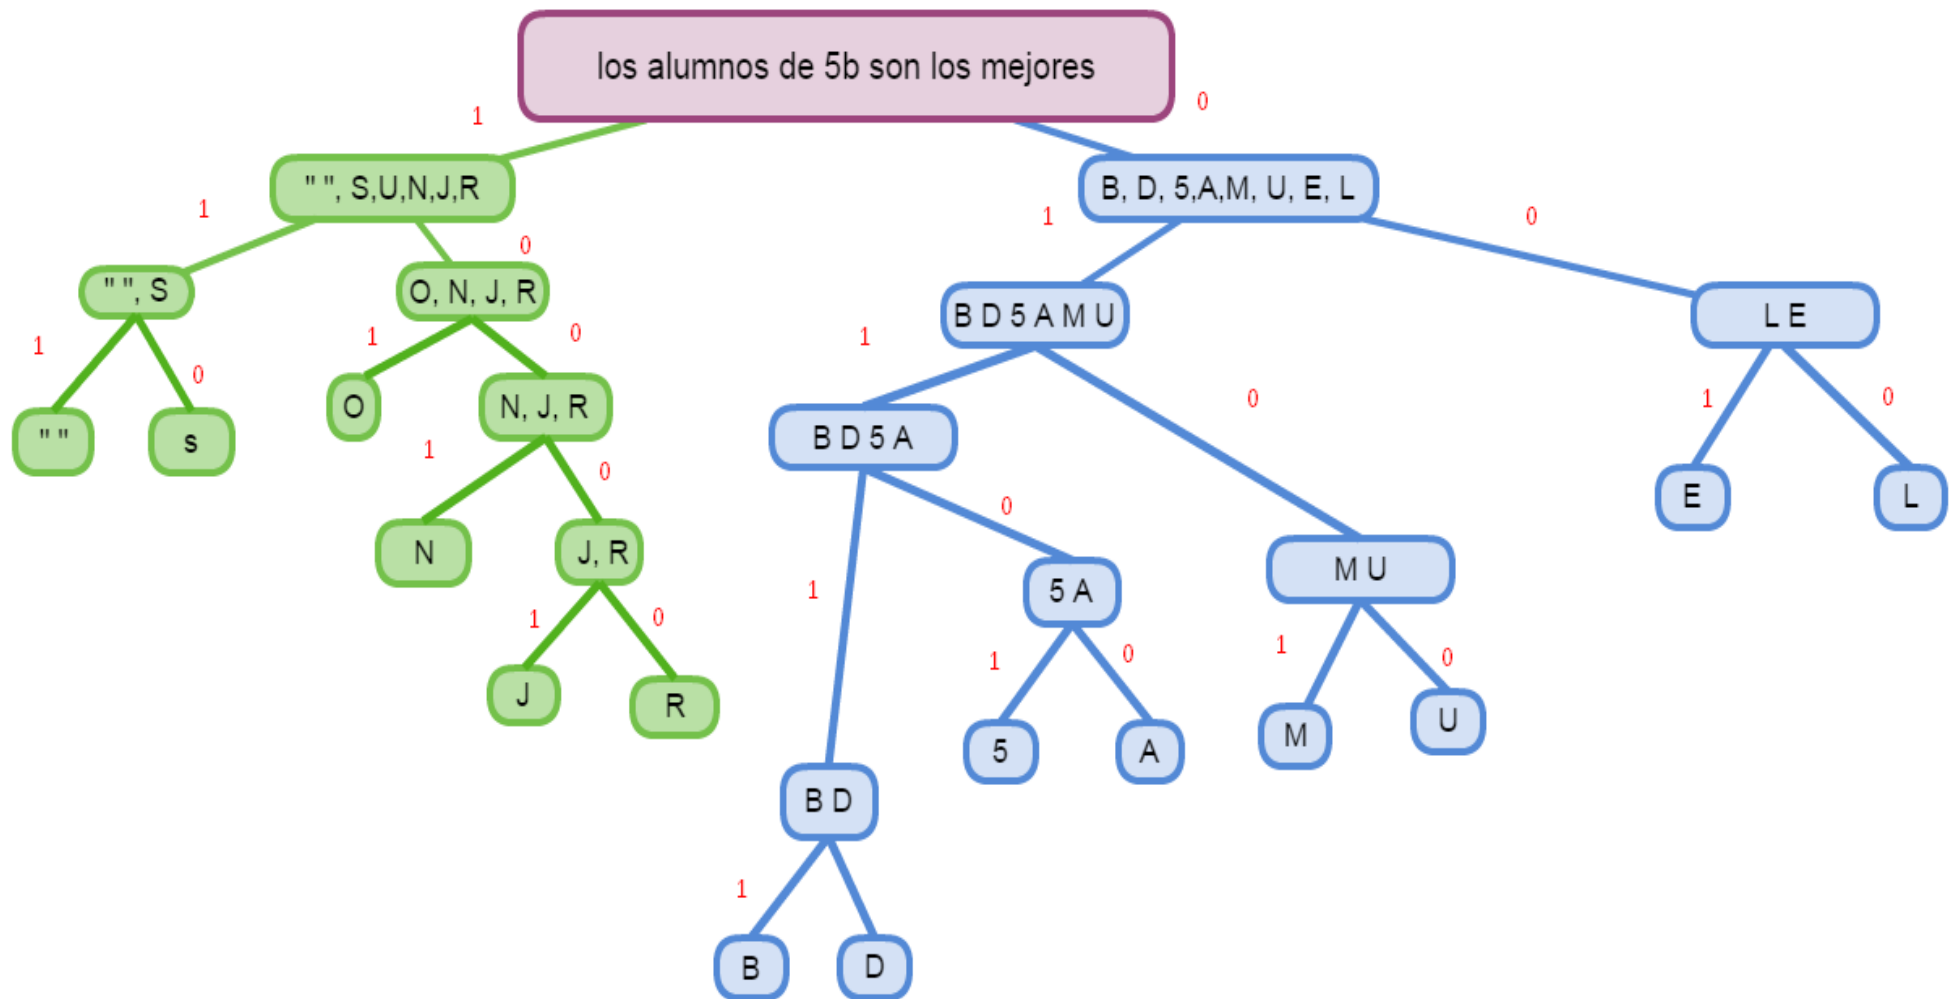 los alumnos de 5b son los mejores
1
0
" ", S,U,N,J,R
B, D, 5,A,M, U, E, L
1
0
1
0
" ", S
O, N, J, R
B D 5 A M U
L E
1
0
1
0
1
0
1
0
" "
s
O
N, J, R
B D 5 A
E
L
1
0
0
N
J, R
1
5 A
M U
1
0
1
0
1
0
J
R
5
A
M
U
B D
1
B
D